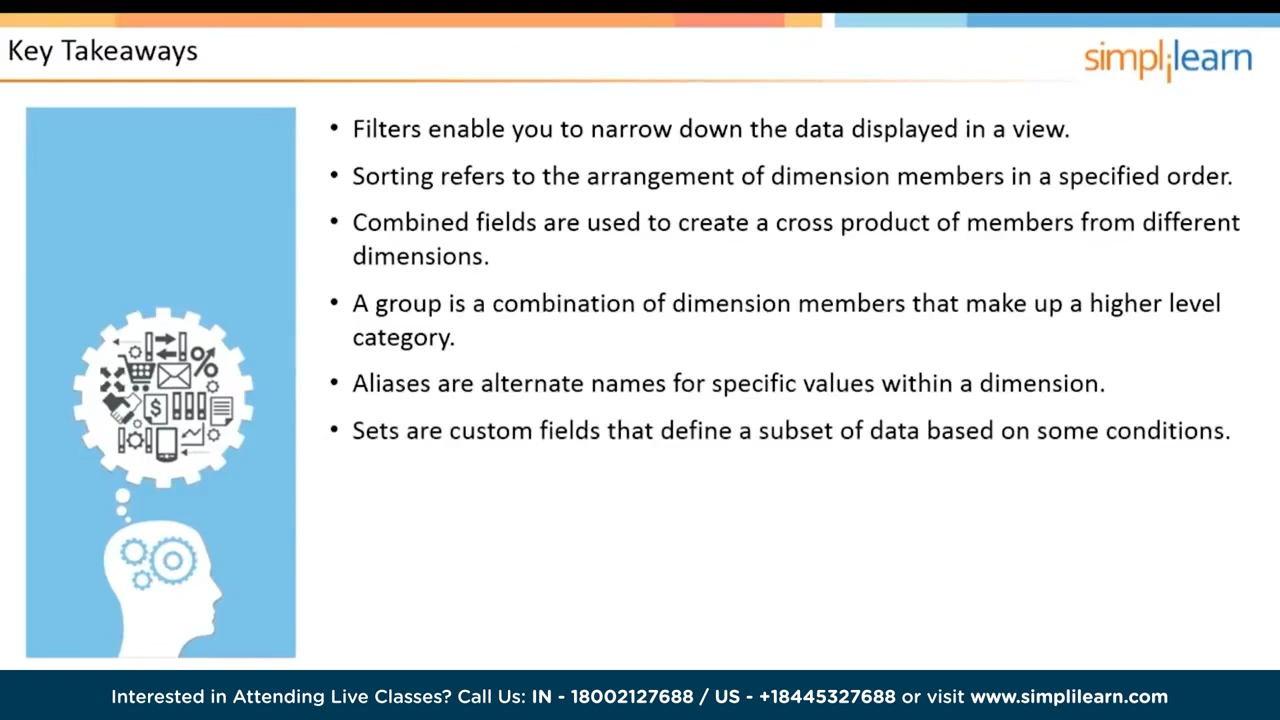 Key Takeaways
simplilearn
• Filters enable you to narrow down the data displayed in a view.
• Sorting refers to the arrangement of dimension members in a specified order.
• Combined fields are used to create a cross product of members from different
dimensions.
• A group is a combination of dimension members that make up a higher level
category.
• Aliases are alternate names for specific values within a dimension.
• Sets are custom fields that define a subset of data based on some conditions.
Interested in Attending Live Classes? Call Us: IN - 18002127688 / US - +18445327688 or visit www.simplilearn.com